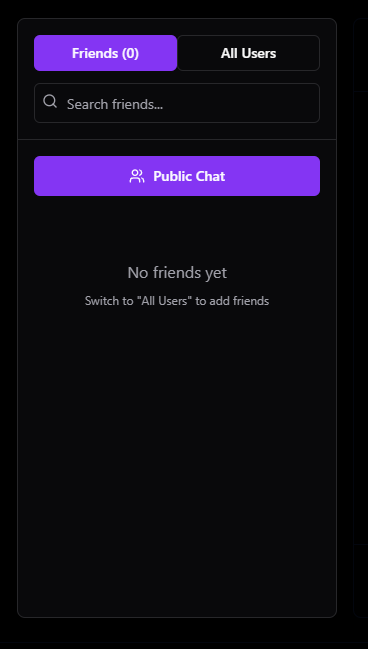 Friends (0)
All Users
Search friends...
Public Chat
No friends yet
Switch to "All Users" to add friends